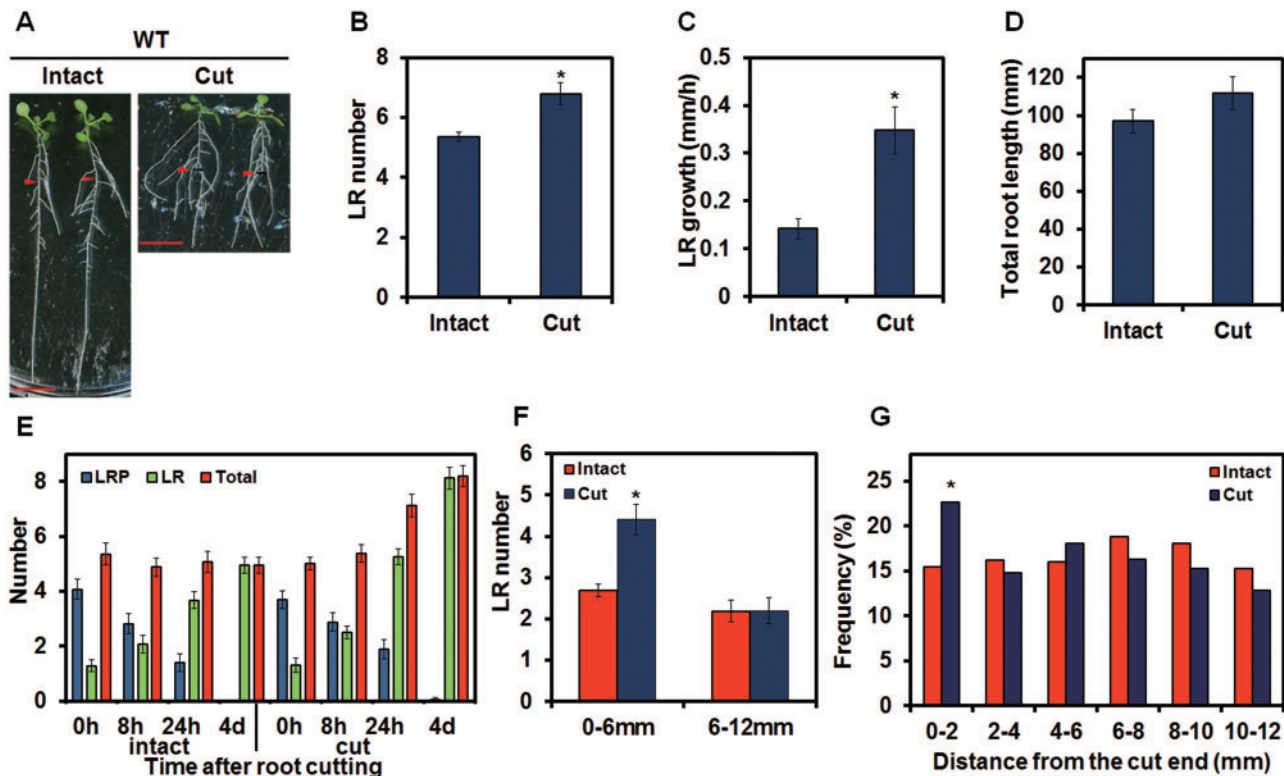 A
WT
Intact Cut
B
LR number
8
6
4
2
0
*
Intact Cut
C
LR growth (mm/h)
0.5
0.4
0.3
0.2
0.1
0
*
Intact Cut
D
Total root length (mm)
120
100
80
60
40
20
0
Intact Cut
E
Number
8
6
4
2
0
LRP LR Total
0h 8h 24h 4d 0h 8h 24h 4d
intact cut
Time after root cutting
F
LR number
6
5
4
3
2
1
0
Intact
Cut
*
0-6mm 6-12mm
G
Frequency (%)
25
20
15
10
5
0
*
Intact
Cut
0-2 2-4 4-6 6-8 8-10 10-12
Distance from the cut end (mm)